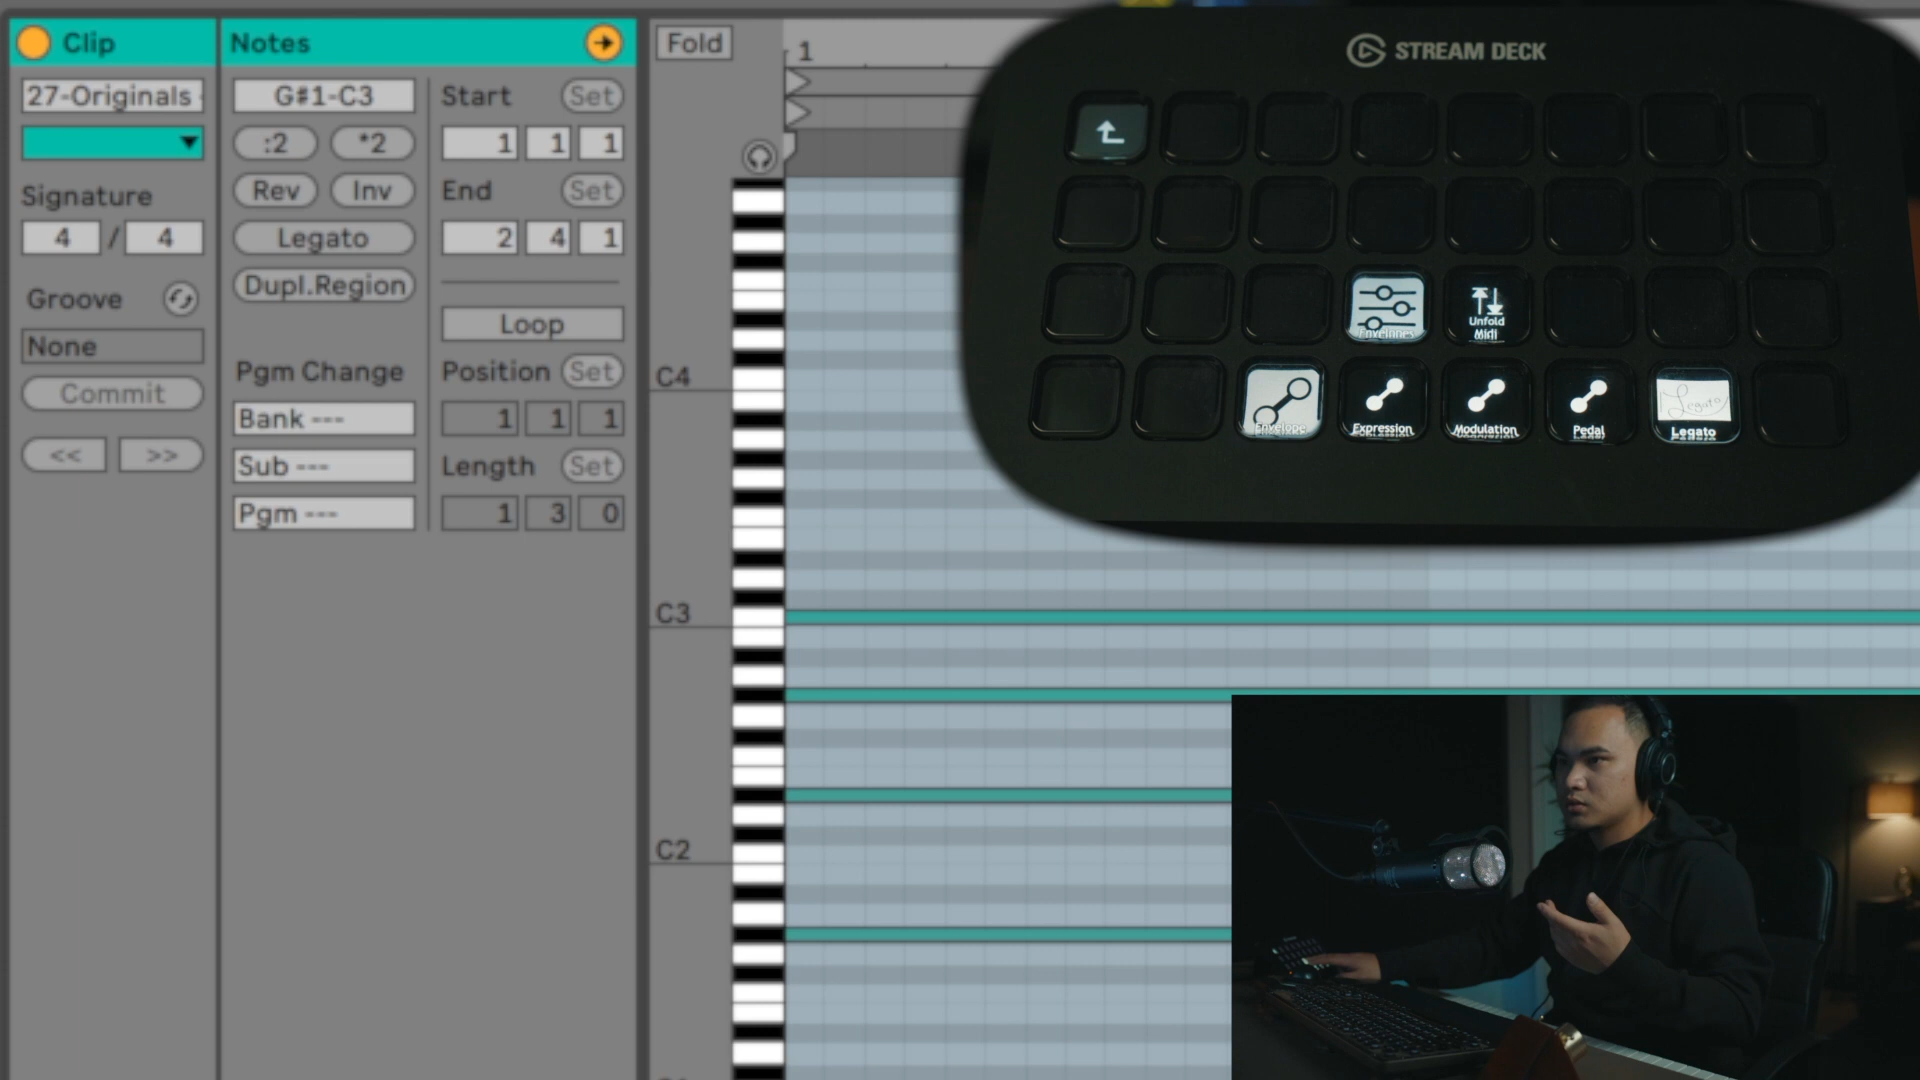 Clip
27-Originals
Signature
4 / 4
Groove
None
Commit
<< >>
Notes
G#1-C3
:2 *2
Rev Inv
Legato
Dupl.Region
Pgm Change
Bank ---
Sub ---
Pgm ---
Start Set
1 1 1
End Set
2 4 1
Loop
Position Set
1 1 1
Length Set
1 3 0
Fold
1
C4
C3
C2
STREAM DECK
Envelopes
Unfold
Midi
Envelope
Expression
Modulation
Pedal
Legato
Legato